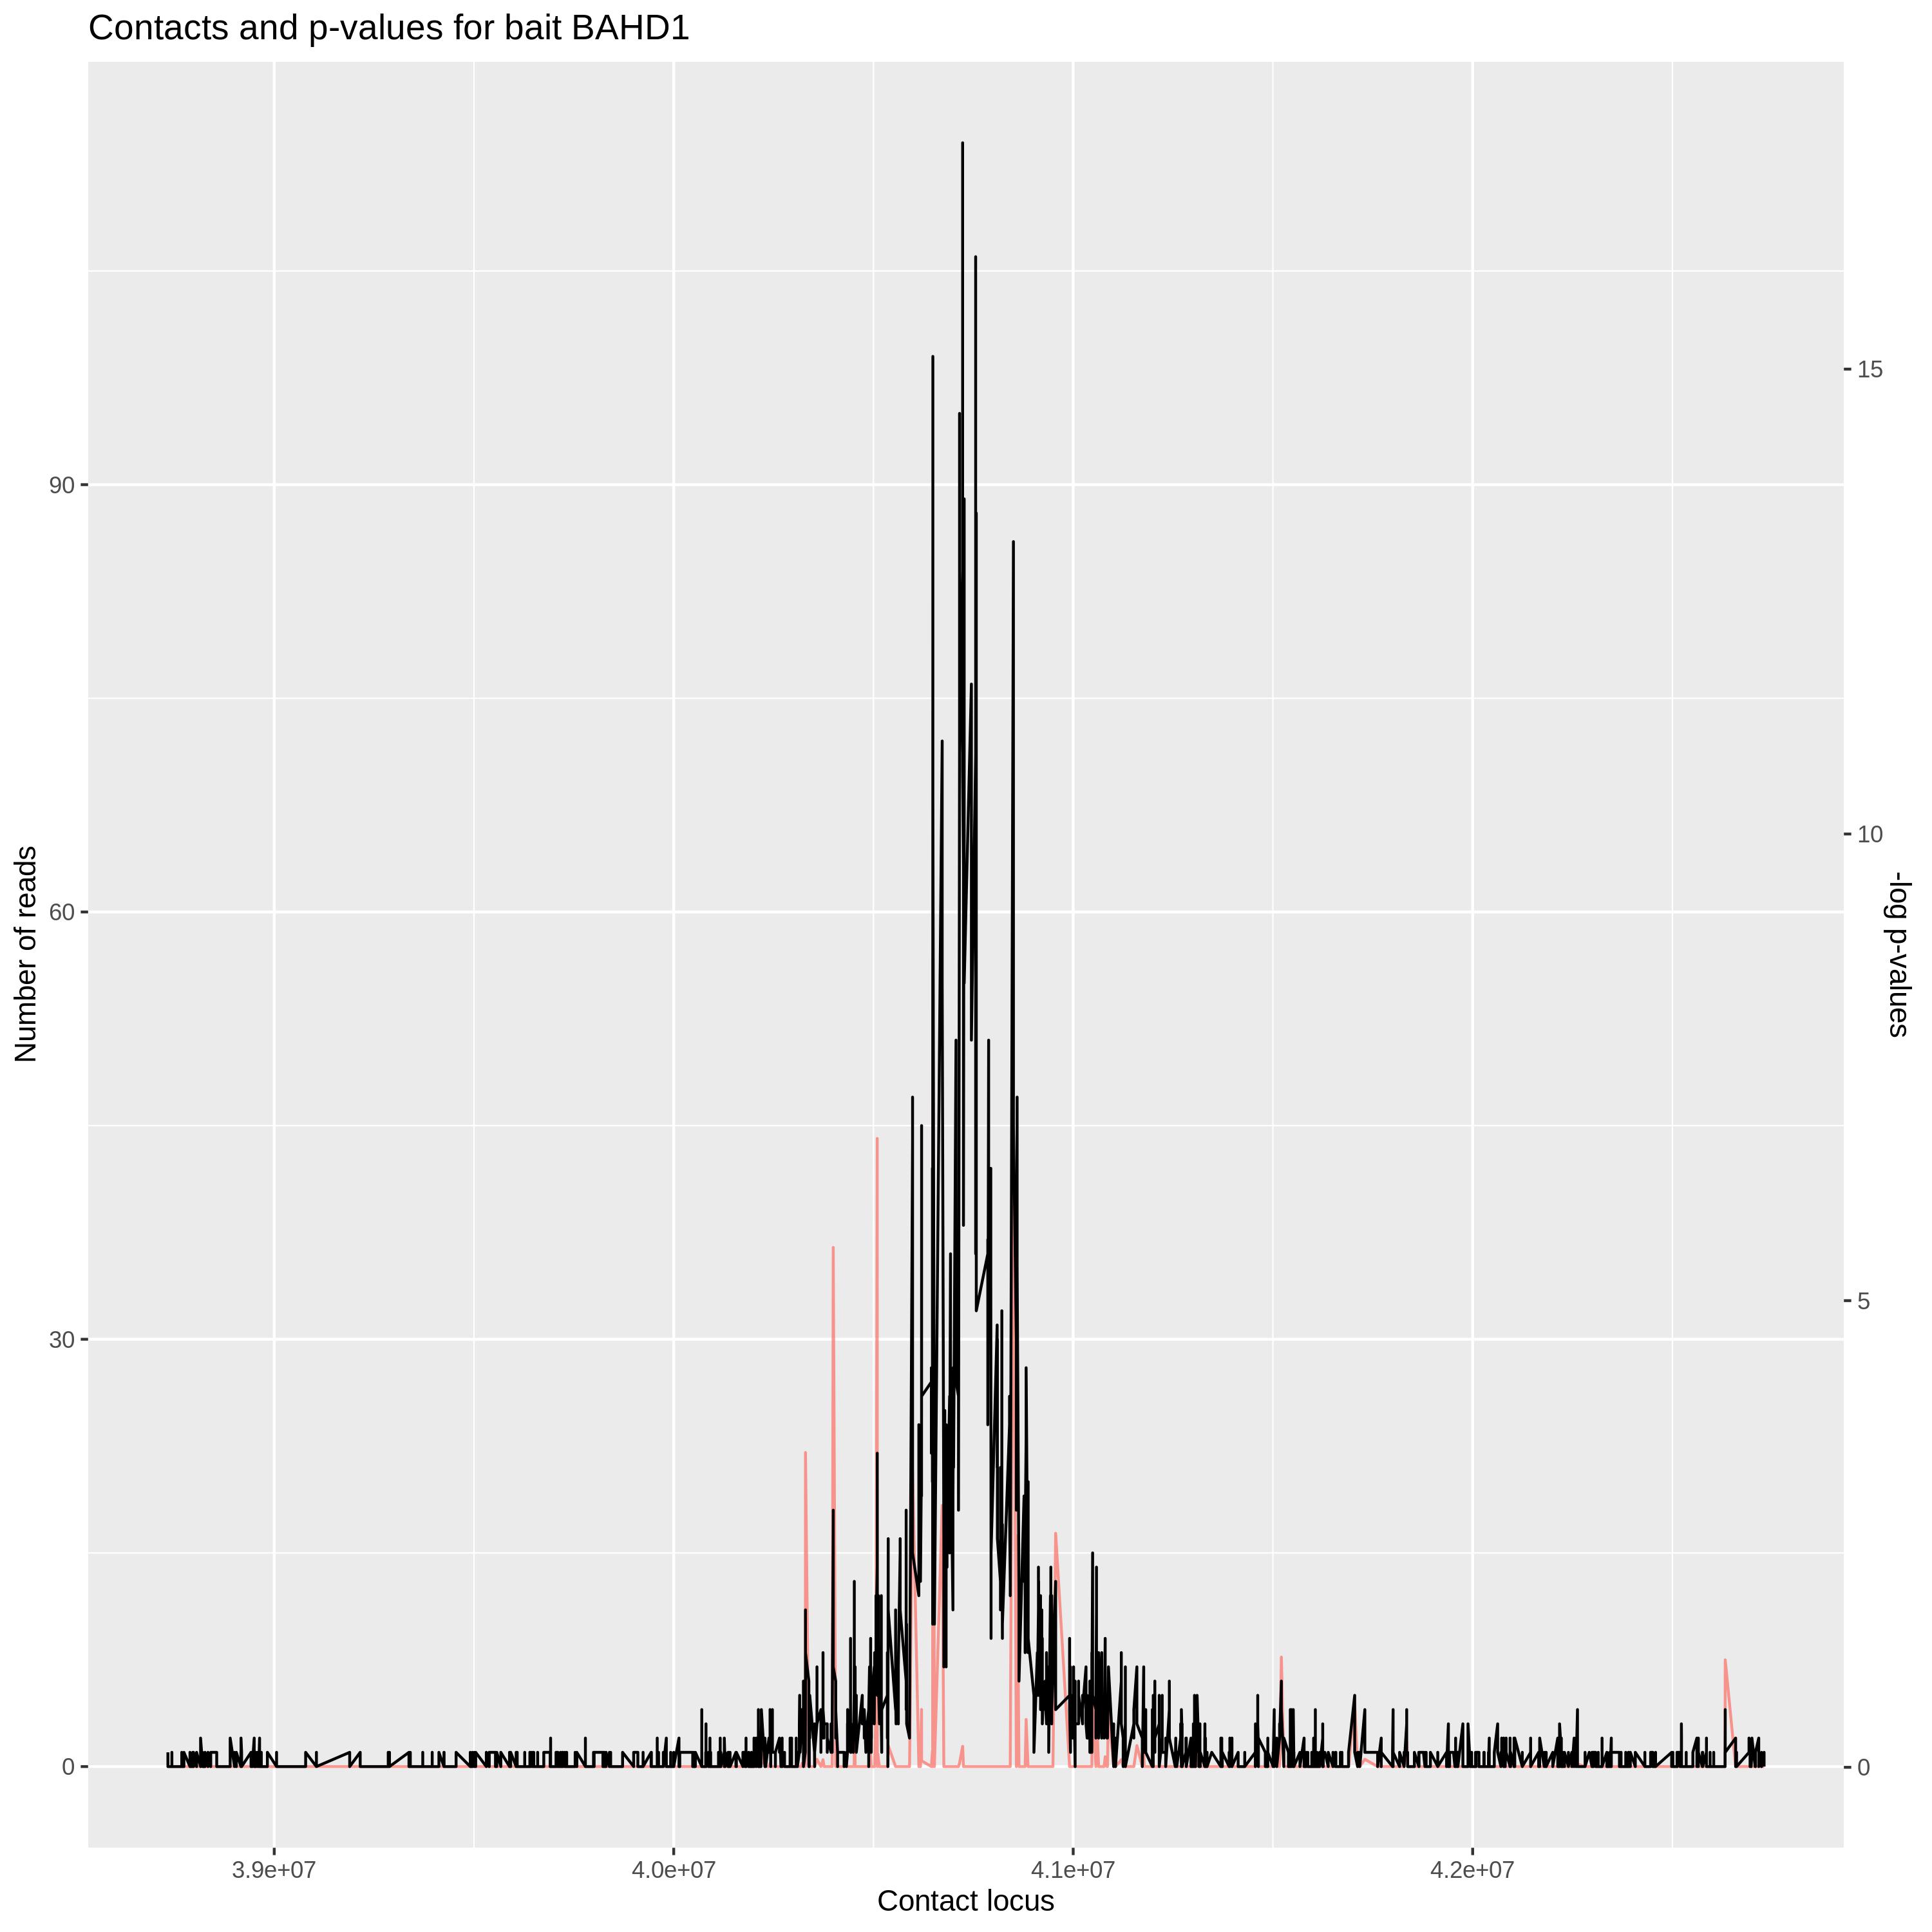 Contacts and p-values for bait BAHD1
Number of reads
90
60
30
0
15
10
5
0
-log p-values
3.9e+07 4.0e+07 4.1e+07 4.2e+07
Contact locus